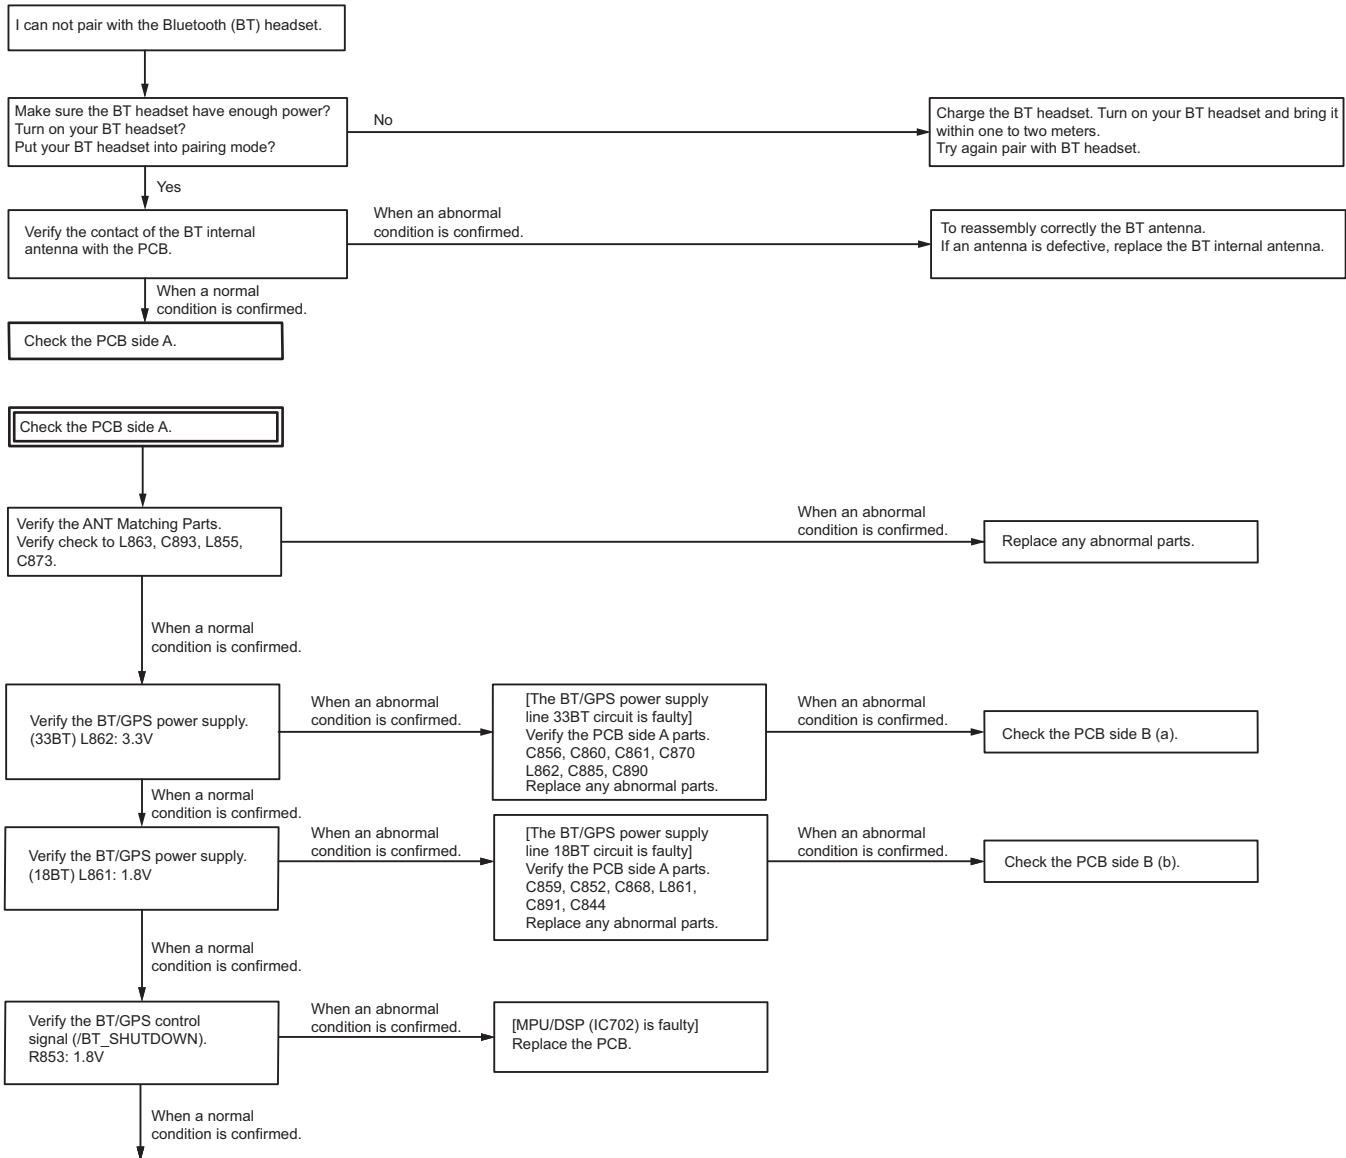 I can not pair with the Bluetooth (BT) headset.
Make sure the BT headset have enough power?
Turn on your BT headset?
Put your BT headset into pairing mode?
No
Charge the BT headset. Turn on your BT headset and bring it
within one to two meters.
Try again pair with BT headset.
Yes
Verify the contact of the BT internal
antenna with the PCB.
When an abnormal
condition is confirmed.
To reassembly correctly the BT antenna.
If an antenna is defective, replace the BT internal antenna.
When a normal
condition is confirmed.
Check the PCB side A.
Check the PCB side A.
Verify the ANT Matching Parts.
Verify check to L863, C893, L855,
C873.
When an abnormal
condition is confirmed.
Replace any abnormal parts.
When a normal
condition is confirmed.
Verify the BT/GPS power supply.
(33BT) L862: 3.3V
When an abnormal
condition is confirmed.
[The BT/GPS power supply
line 33BT circuit is faulty]
Verify the PCB side A parts.
C856, C860, C861, C870
L862, C885, C890
Replace any abnormal parts.
When an abnormal
condition is confirmed.
Check the PCB side B (a).
When a normal
condition is confirmed.
Verify the BT/GPS power supply.
(18BT) L861: 1.8V
When an abnormal
condition is confirmed.
[The BT/GPS power supply
line 18BT circuit is faulty]
Verify the PCB side A parts.
C859, C852, C868, L861,
C891, C844
Replace any abnormal parts.
When an abnormal
condition is confirmed.
Check the PCB side B (b).
When a normal
condition is confirmed.
Verify the BT/GPS control
signal (/BT_SHUTDOWN).
R853: 1.8V
When an abnormal
condition is confirmed.
[MPU/DSP (IC702) is faulty]
Replace the PCB.
When a normal
condition is confirmed.